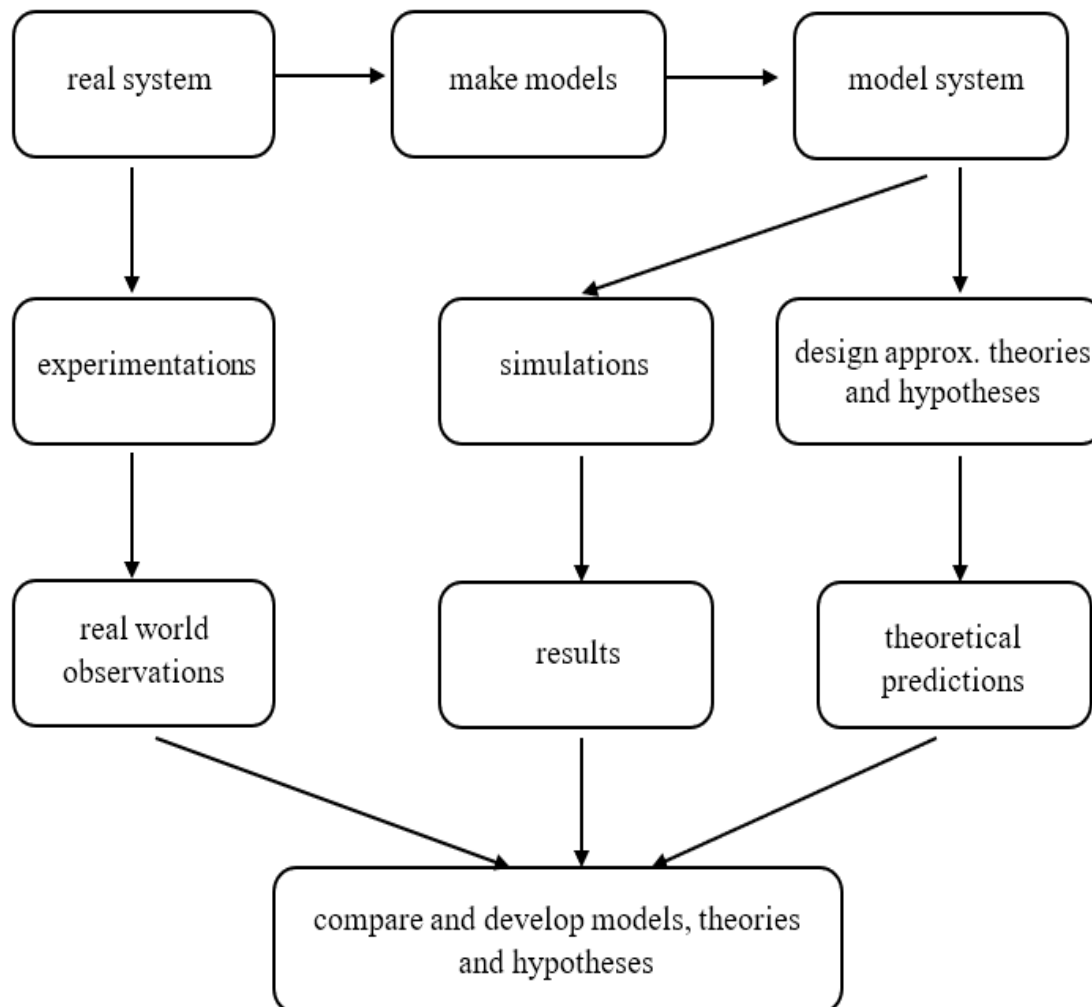 real system
make models
model system
experimentations
simulations
design approx. theories
and hypotheses
real world
observations
results
theoretical
predictions
compare and develop models, theories
and hypotheses